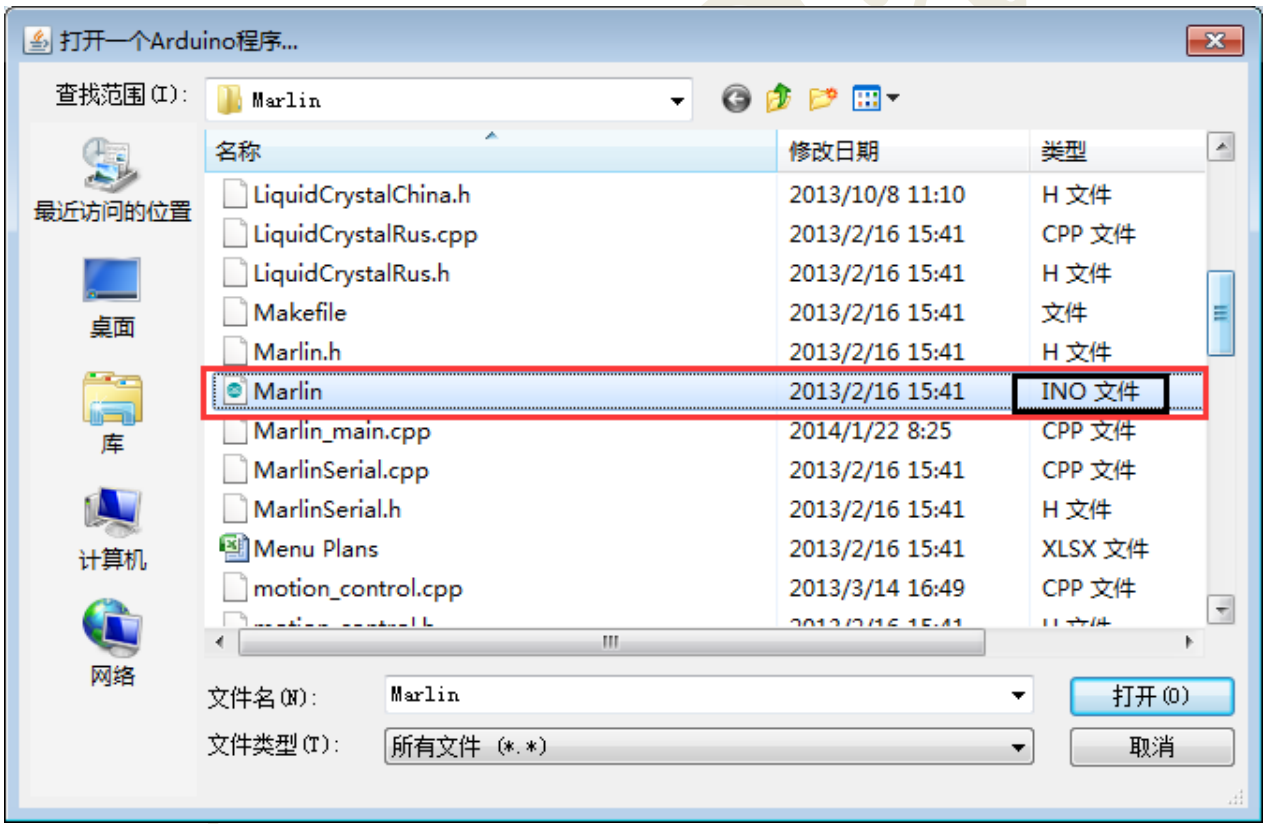 打开一个Arduino程序...
查找范围(I):
Marlin
最近访问的位置
桌面
库
计算机
网络
名称 修改日期 类型
LiquidCrystalChina.h 2013/10/8 11:10 H 文件
LiquidCrystalRus.cpp 2013/2/16 15:41 CPP 文件
LiquidCrystalRus.h 2013/2/16 15:41 H 文件
Makefile 2013/2/16 15:41 文件
Marlin.h 2013/2/16 15:41 H 文件
Marlin 2013/2/16 15:41 INO 文件
Marlin_main.cpp 2014/1/22 8:25 CPP 文件
MarlinSerial.cpp 2013/2/16 15:41 CPP 文件
MarlinSerial.h 2013/2/16 15:41 H 文件
Menu Plans 2013/2/16 15:41 XLSX 文件
motion_control.cpp 2013/3/14 16:49 CPP 文件
motion_control.h 2013/2/16 15:41 H 文件
文件名(N): Marlin 打开(O)
文件类型(T): 所有文件 (*.*) 取消